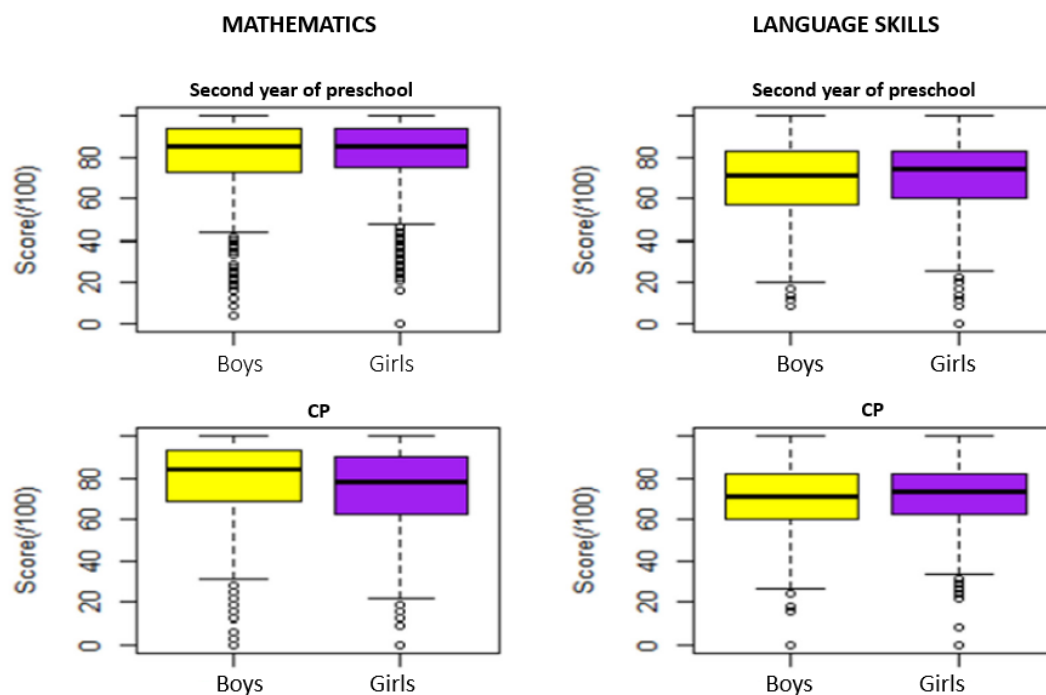 MATHEMATICS
Second year of preschool
Score(/100)
80
60
40
20
0
Boys Girls
CP
Score(/100)
80
60
40
20
0
Boys Girls
LANGUAGE SKILLS
Second year of preschool
Score(/100)
80
60
40
20
0
Boys Girls
CP
Score(/100)
80
60
40
20
0
Boys Girls